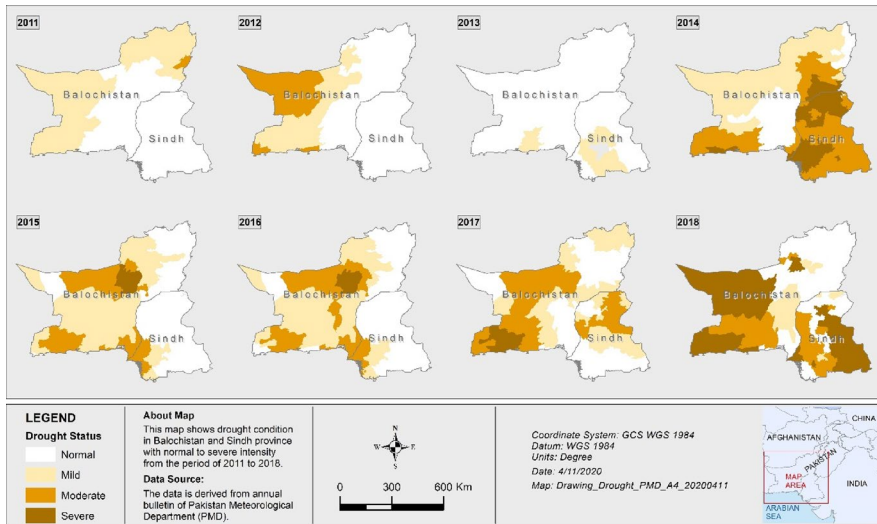 2011
Balochistan
Sindh
2012
Balochistan
Sindh
2013
Balochistan
Sindh
2014
Balochistan
Sindh
2015
Balochistan
Sindh
2016
Balochistan
Sindh
2017
Balochistan
Sindh
2018
Balochistan
Sindh
LEGEND
Drought Status
Normal
Mild
Moderate
Severe
About Map
This map shows drought condition
in Balochistan and Sindh province
with normal to severe intensity
from the period of 2011 to 2018.
Data Source:
The data is derived from annual
bulletin of Pakistan Meteorological
Department (PMD).
N
W E
S
0 300 600 Km
Coordinate System: GCS WGS 1984
Datum: WGS 1984
Units: Degree
Date: 4/11/2020
Map: Drawing_Drought_PMD_A4_20200411
CHINA
AFGHANISTAN
PAKISTAN
MAP
AREA
INDIA
ARABIAN
SEA